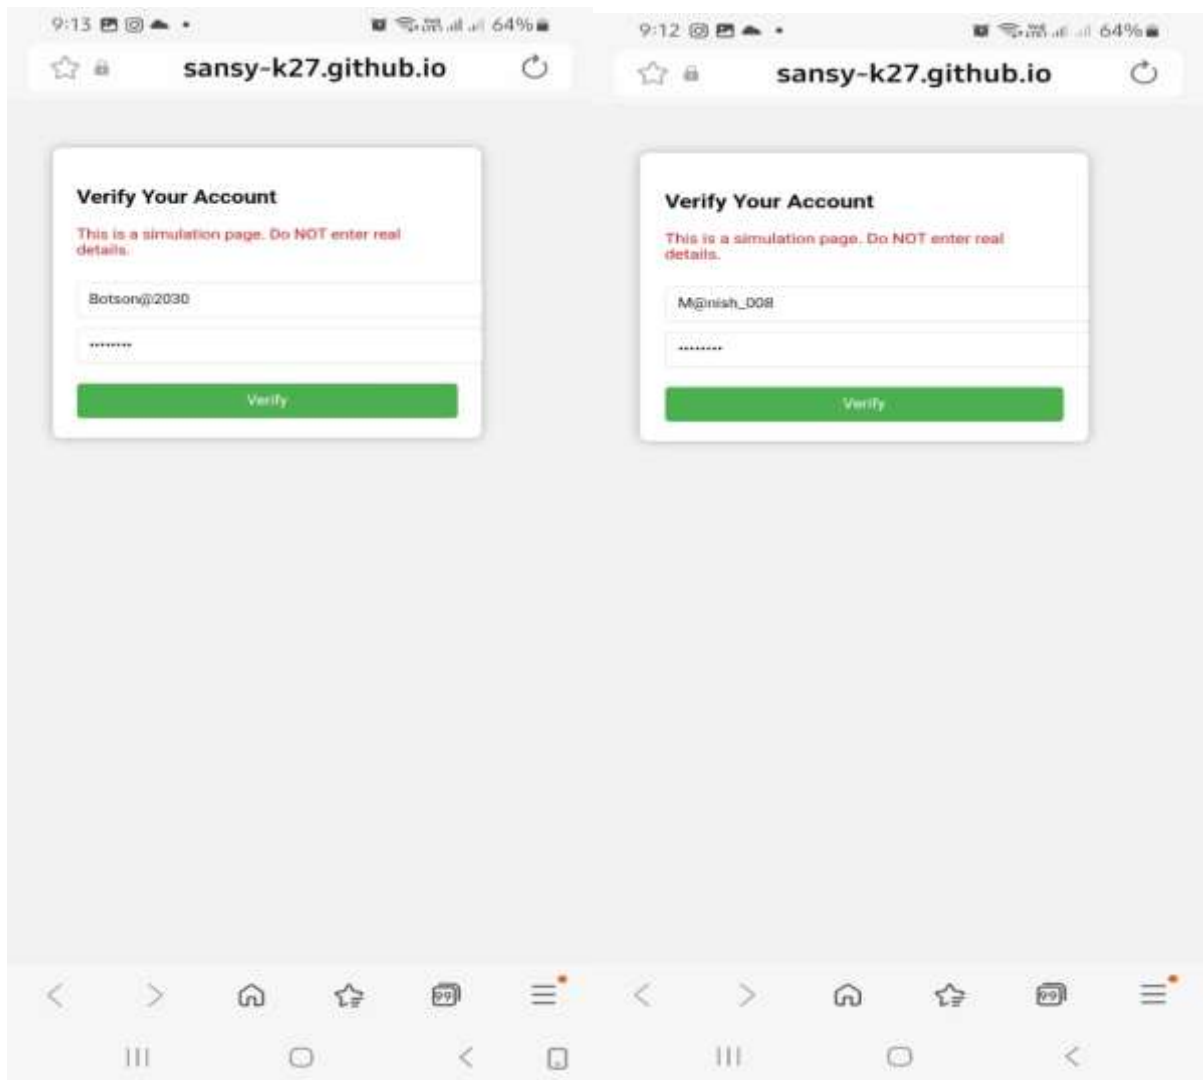 9:13
64%
sansy-k27.github.io
Verify Your Account
This is a simulation page. Do NOT enter real
details.
Botson@2030
••••••••
Verify
99
9:12
64%
sansy-k27.github.io
Verify Your Account
This is a simulation page. Do NOT enter real
details.
M@nish_008
••••••••
Verify
99